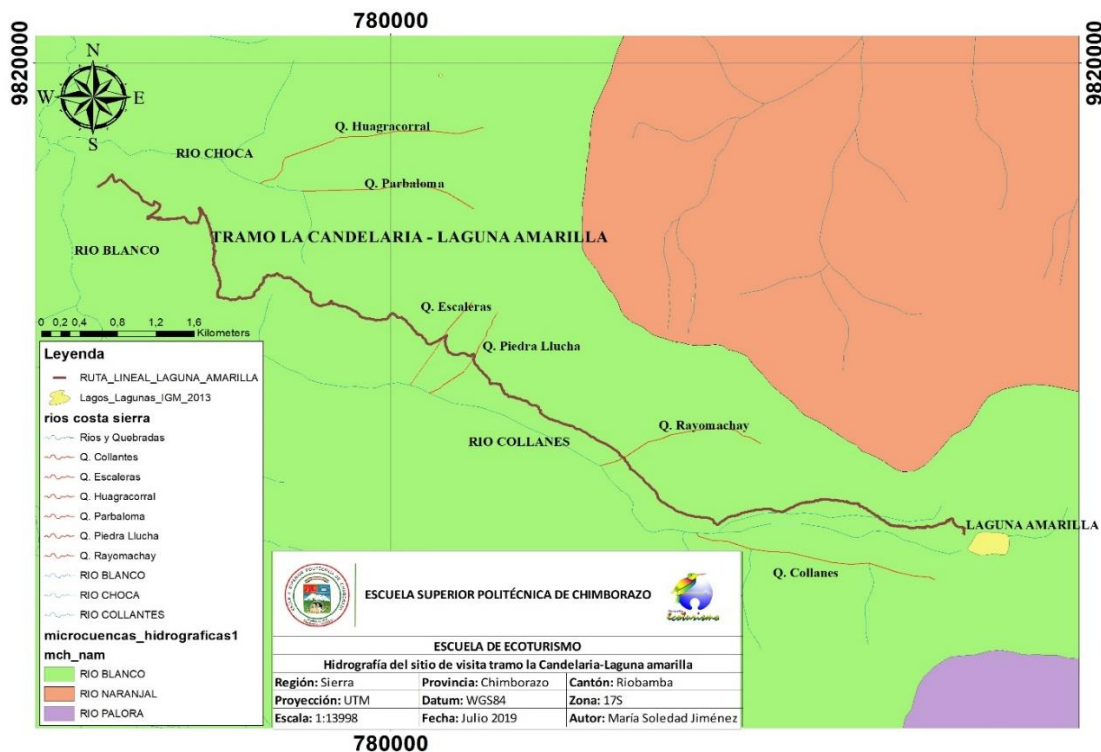 780000
9820000
9820000
N
W E
S
Q. Huagracorral
RIO CHOCA
Q. Parbaloma
TRAMO LA CANDELARIA - LAGUNA AMARILLA
RIO BLANCO
Q. Escaléras
Q. Piedra Llucha
Q. Rayomachay
RIO COLLANES
LAGUNA AMARILLA
Q. Collanes
0 0,2 0,4 0,8 1,2 1,6
Kilometers
Leyenda
RUTA_LINEAL_LAGUNA_AMARILLA
Lagos_Lagunas_IGM_2013
rios costa sierra
Rios y Quebradas
Q. Collantes
Q. Escaleras
Q. Huagracorral
Q. Parbaloma
Q. Piedra Llucha
Q. Rayomachay
RIO BLANCO
RIO CHOCA
RIO COLLANTES
microcuencas_hidrograficas1
mch_nam
RIO BLANCO
RIO NARANJAL
RIO PALORA
ESCUELA SUPERIOR POLITÉCNICA DE CHIMBORAZO
Ecoturismo
ESCUELA DE ECOTURISMO
Hidrografía del sitio de visita tramo la Candelaria-Laguna amarilla
Región: Sierra Provincia: Chimborazo Cantón: Riobamba
Proyección: UTM Datum: WGS84 Zona: 17S
Escala: 1:13998 Fecha: Julio 2019 Autor: María Soledad Jiménez
780000